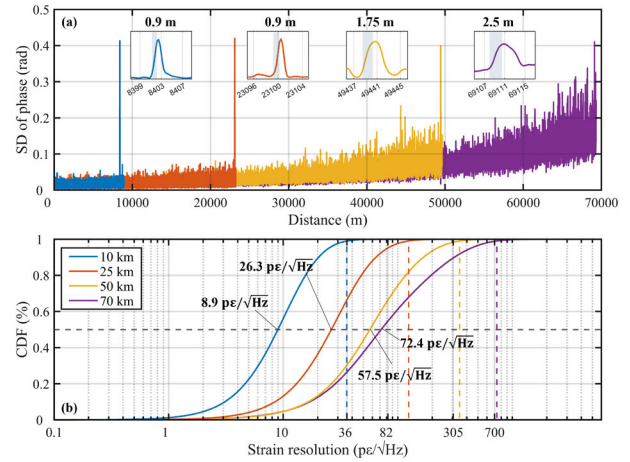 (a)
0.9 m
0.9 m
1.75 m
2.5 m
SD of phase (rad)
0.5
0.4
0.3
0.2
0.1
0
8399
8403
8407
23096
23100
23104
49437
49441
49445
69107
69111
69115
0
10000
20000
30000
40000
50000
60000
70000
Distance (m)
CDF (%)
1
0.8
0.6
0.4
0.2
0
10 km
25 km
50 km
70 km
26.3 pε/√Hz
8.9 pε/√Hz
72.4 pε/√Hz
57.5 pε/√Hz
(b)
0.1
1
10
36
82
305
700
Strain resolution (pε/√Hz)